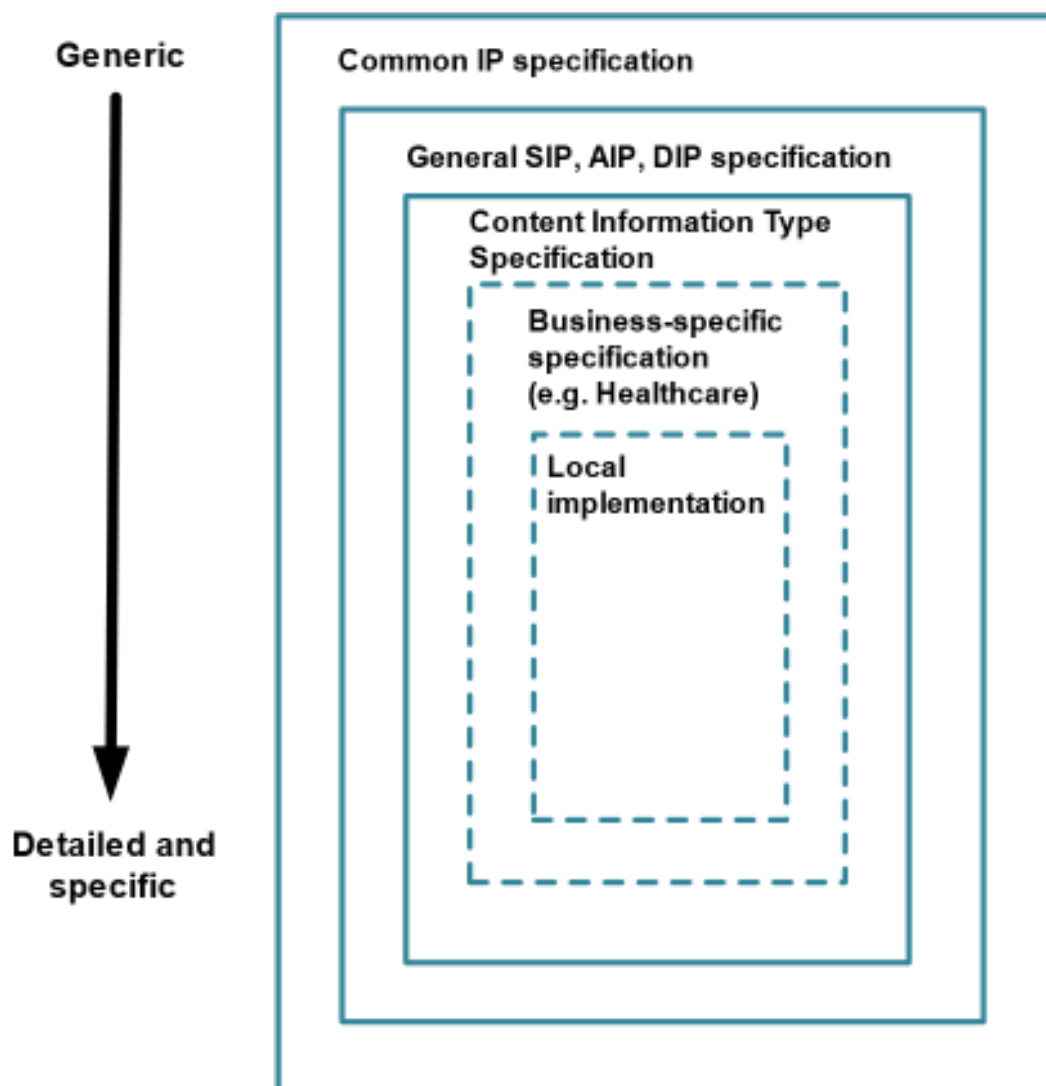 Generic
Common IP specification
General SIP, AIP, DIP specification
Content Information Type
Specification
Business-specific
specification
(e.g. Healthcare)
Local
implementation
Detailed and
specific